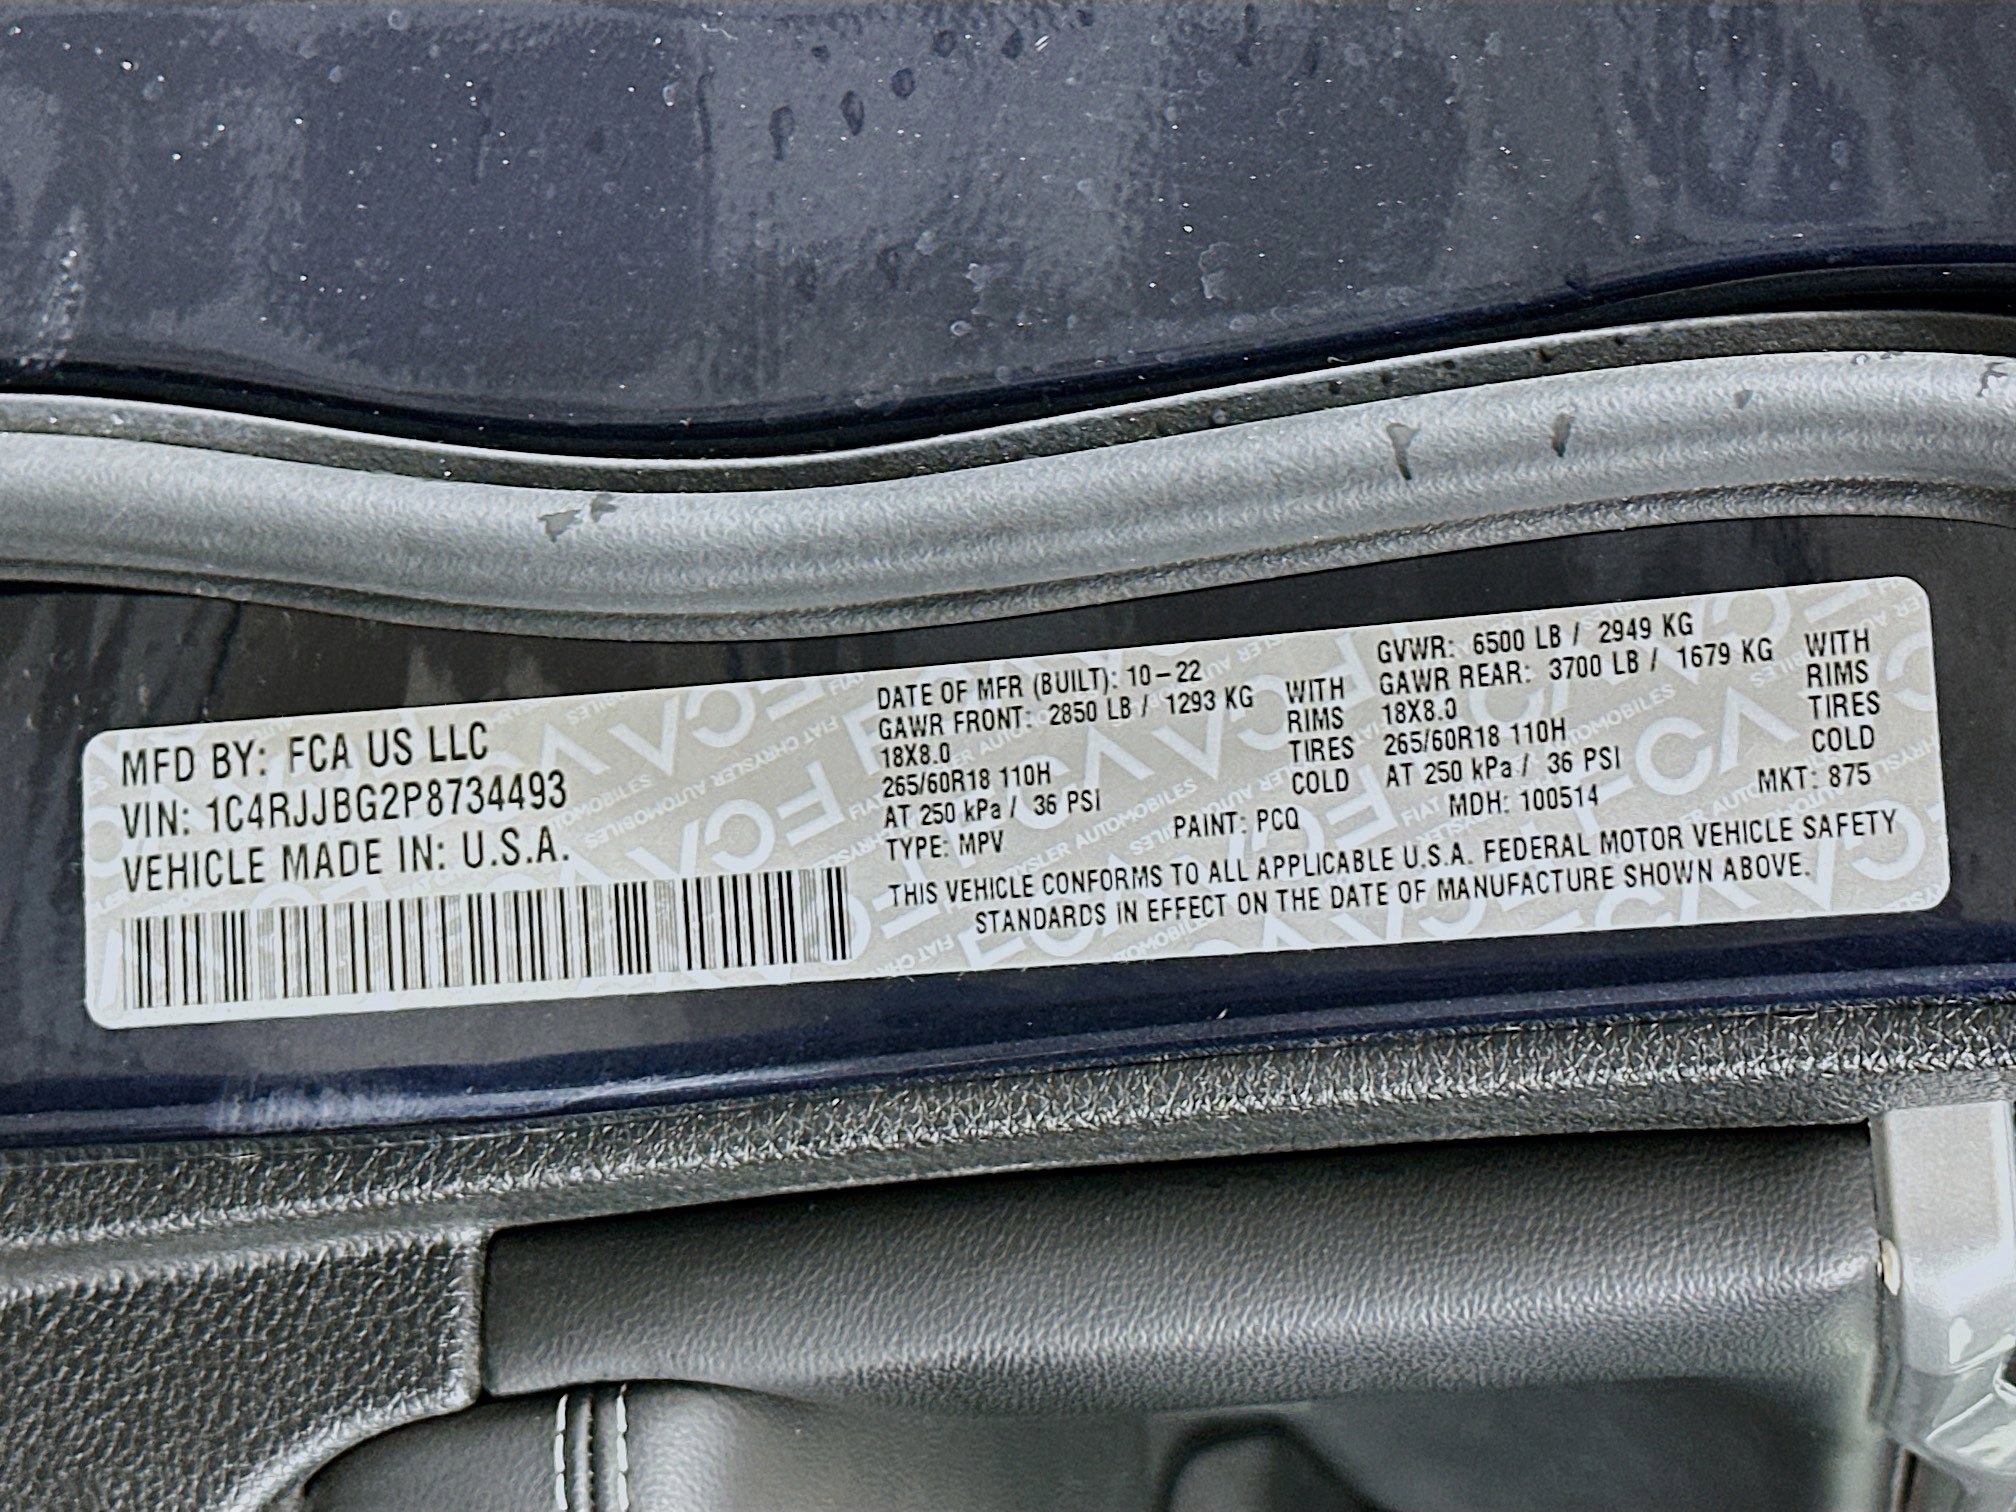 MFD BY: FCA US LLC
VIN: 1C4RJJBG2P8734493
VEHICLE MADE IN: U.S.A.
DATE OF MFR (BUILT): 10-22
GAWR FRONT: 2850 LB / 1293 KG WITH
18X8.0 RIMS
265/60R18 110H TIRES
AT 250 kPa / 36 PSI COLD
TYPE: MPV
GVWR: 6500 LB / 2949 KG
GAWR REAR: 3700 LB / 1679 KG WITH
18X8.0 RIMS
265/60R18 110H TIRES
AT 250 kPa / 36 PSI COLD
PAINT: PCQ MDH: 100514 MKT: 875
THIS VEHICLE CONFORMS TO ALL APPLICABLE U.S.A. FEDERAL MOTOR VEHICLE SAFETY
STANDARDS IN EFFECT ON THE DATE OF MANUFACTURE SHOWN ABOVE.